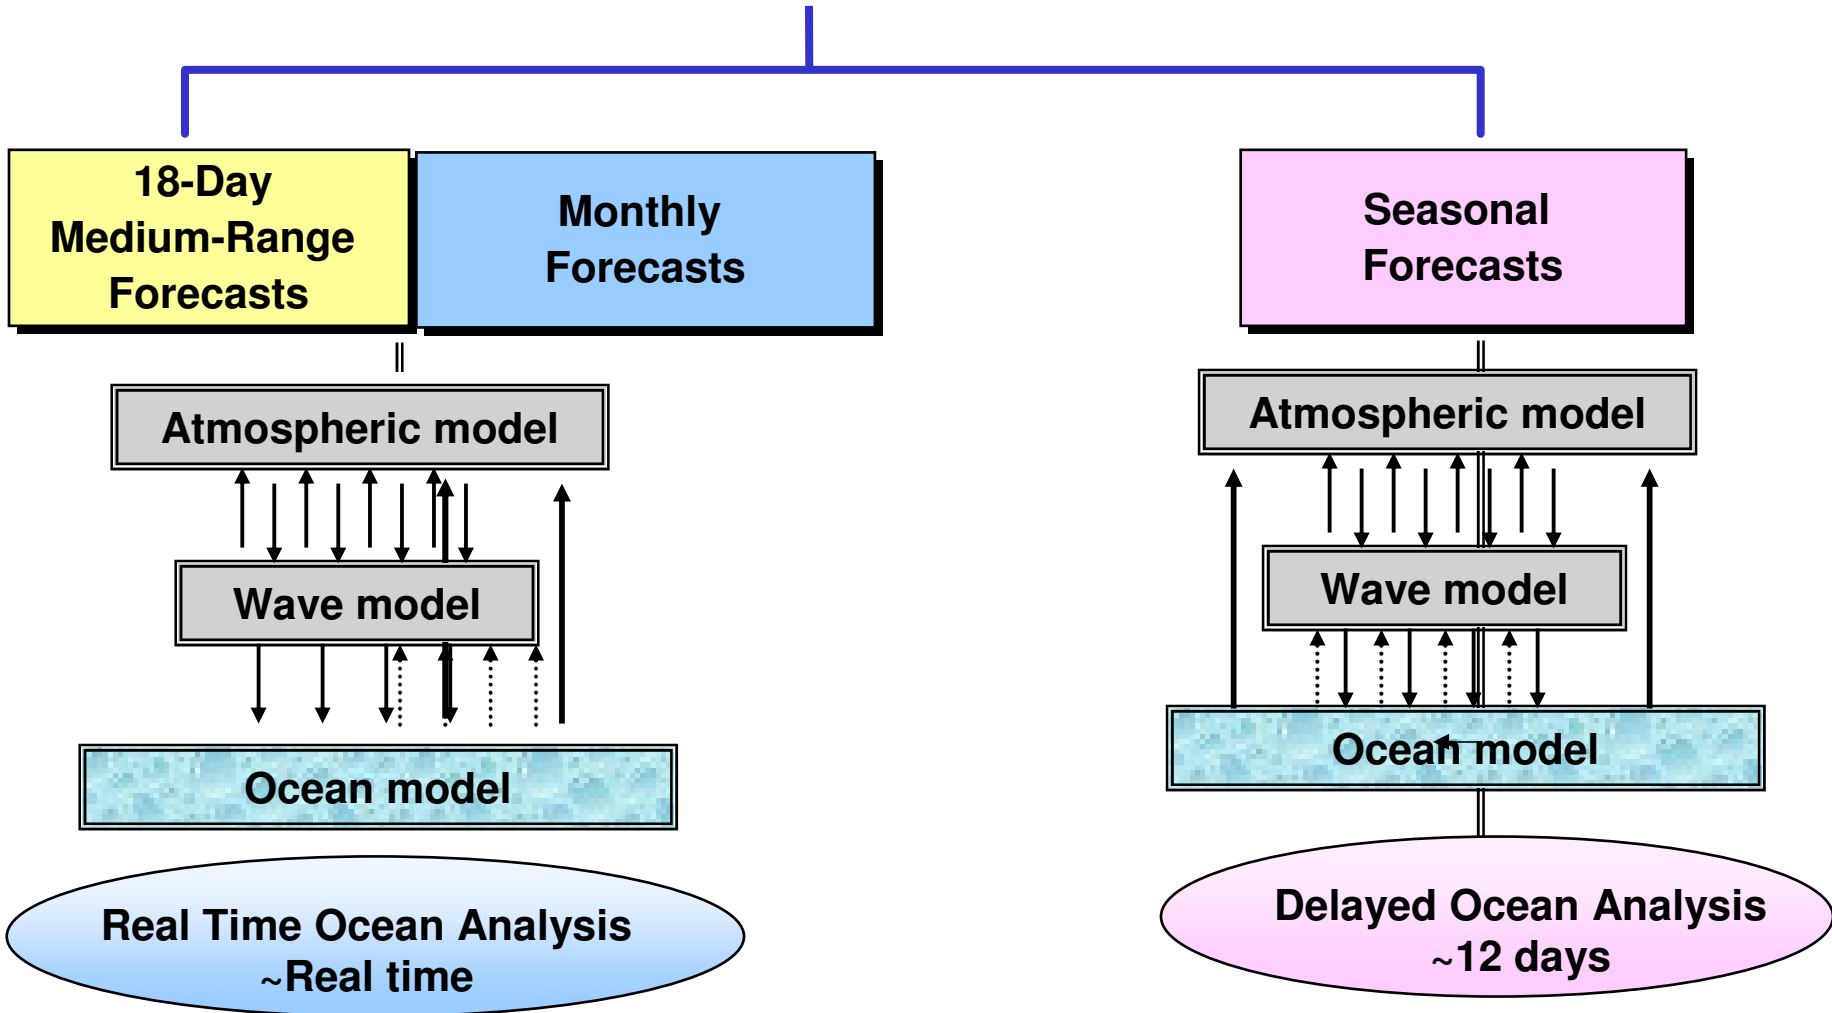 18-Day
Medium-Range
Forecasts
Monthly
Forecasts
Seasonal
Forecasts
Atmospheric model
Wave model
Ocean model
Real Time Ocean Analysis
~Real time
Atmospheric model
Wave model
Ocean model
Delayed Ocean Analysis
~12 days